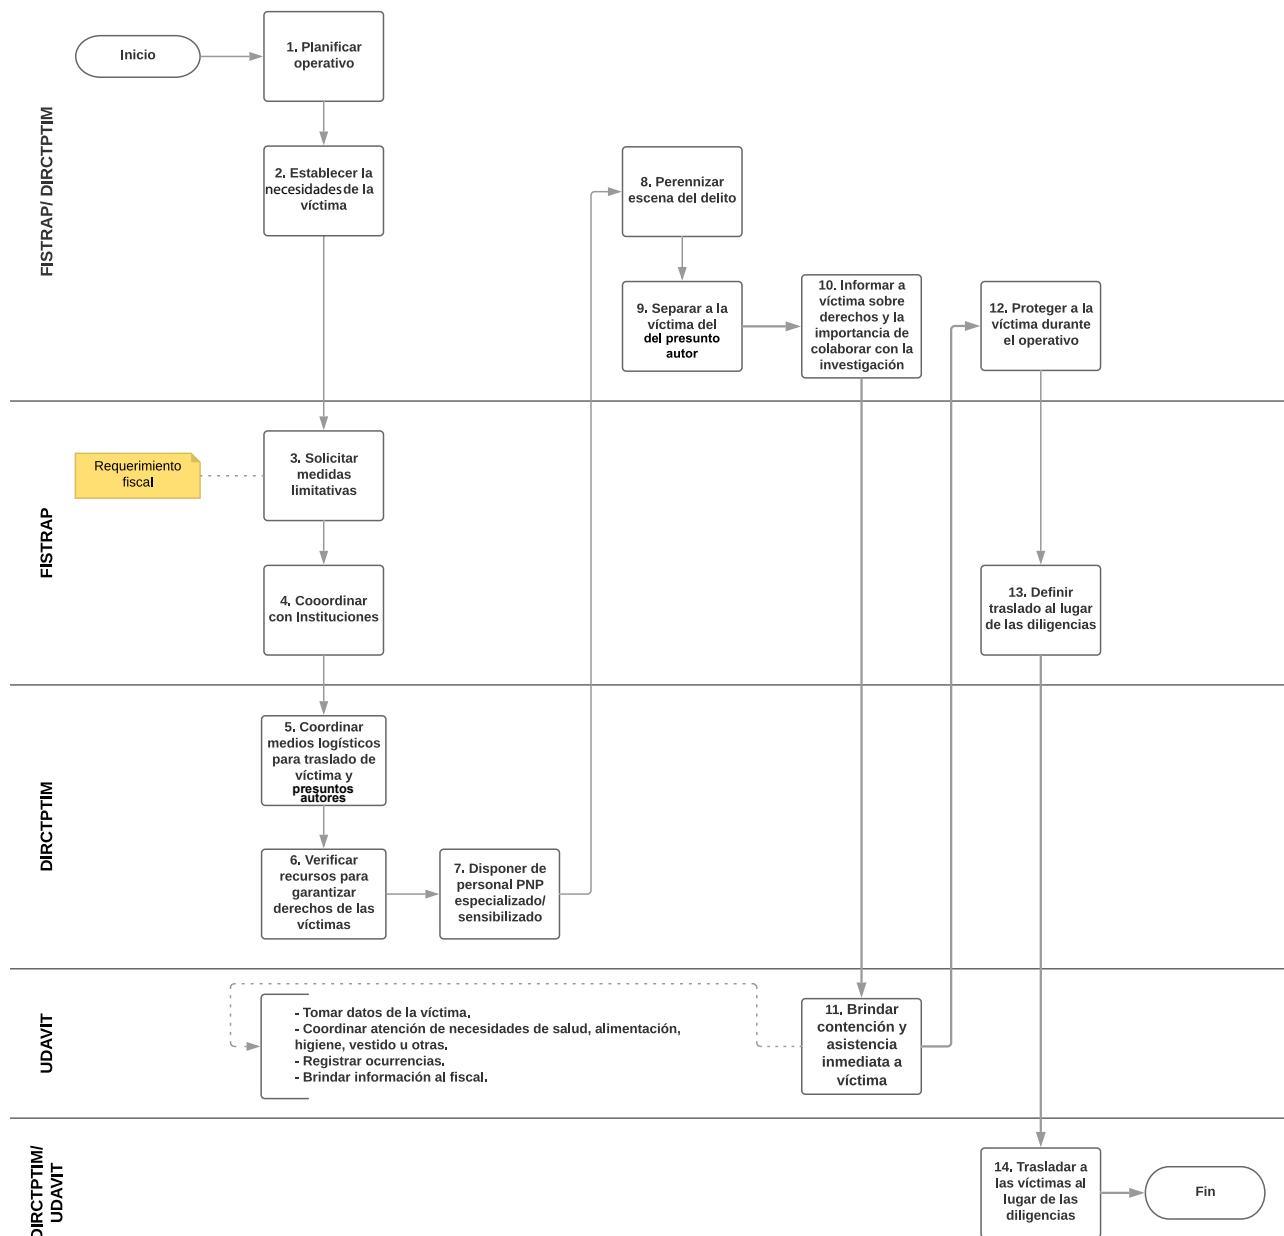 FISTRAP/ DIRCTPTIM
Inicio
1. Planificar
operativo
2. Establecer la
necesidades de la
víctima
8. Perennizar
escena del delito
9. Separar a la
víctima del
del presunto
autor
10. Informar a
víctima sobre
derechos y la
importancia de
colaborar con la
investigación
12. Proteger a la
víctima durante
el operativo
FISTRAP
Requerimiento
fiscal
3. Solicitar
medidas
limitativas
4. Cooordinar
con Instituciones
13. Definir
traslado al lugar
de las diligencias
DIRCTPTIM
5. Coordinar
medios logísticos
para traslado de
víctima y
presuntos
autores
6. Verificar
recursos para
garantizar
derechos de las
víctimas
7. Disponer de
personal PNP
especializado/
sensibilizado
UDAVIT
- Tomar datos de la víctima.
- Coordinar atención de necesidades de salud, alimentación,
higiene, vestido u otras.
- Registrar ocurrencias.
- Brindar información al fiscal.
11. Brindar
contención y
asistencia
inmediata a
víctima
DIRCTPTIM/
UDAVIT
14. Trasladar a
las víctimas al
lugar de las
diligencias
Fin